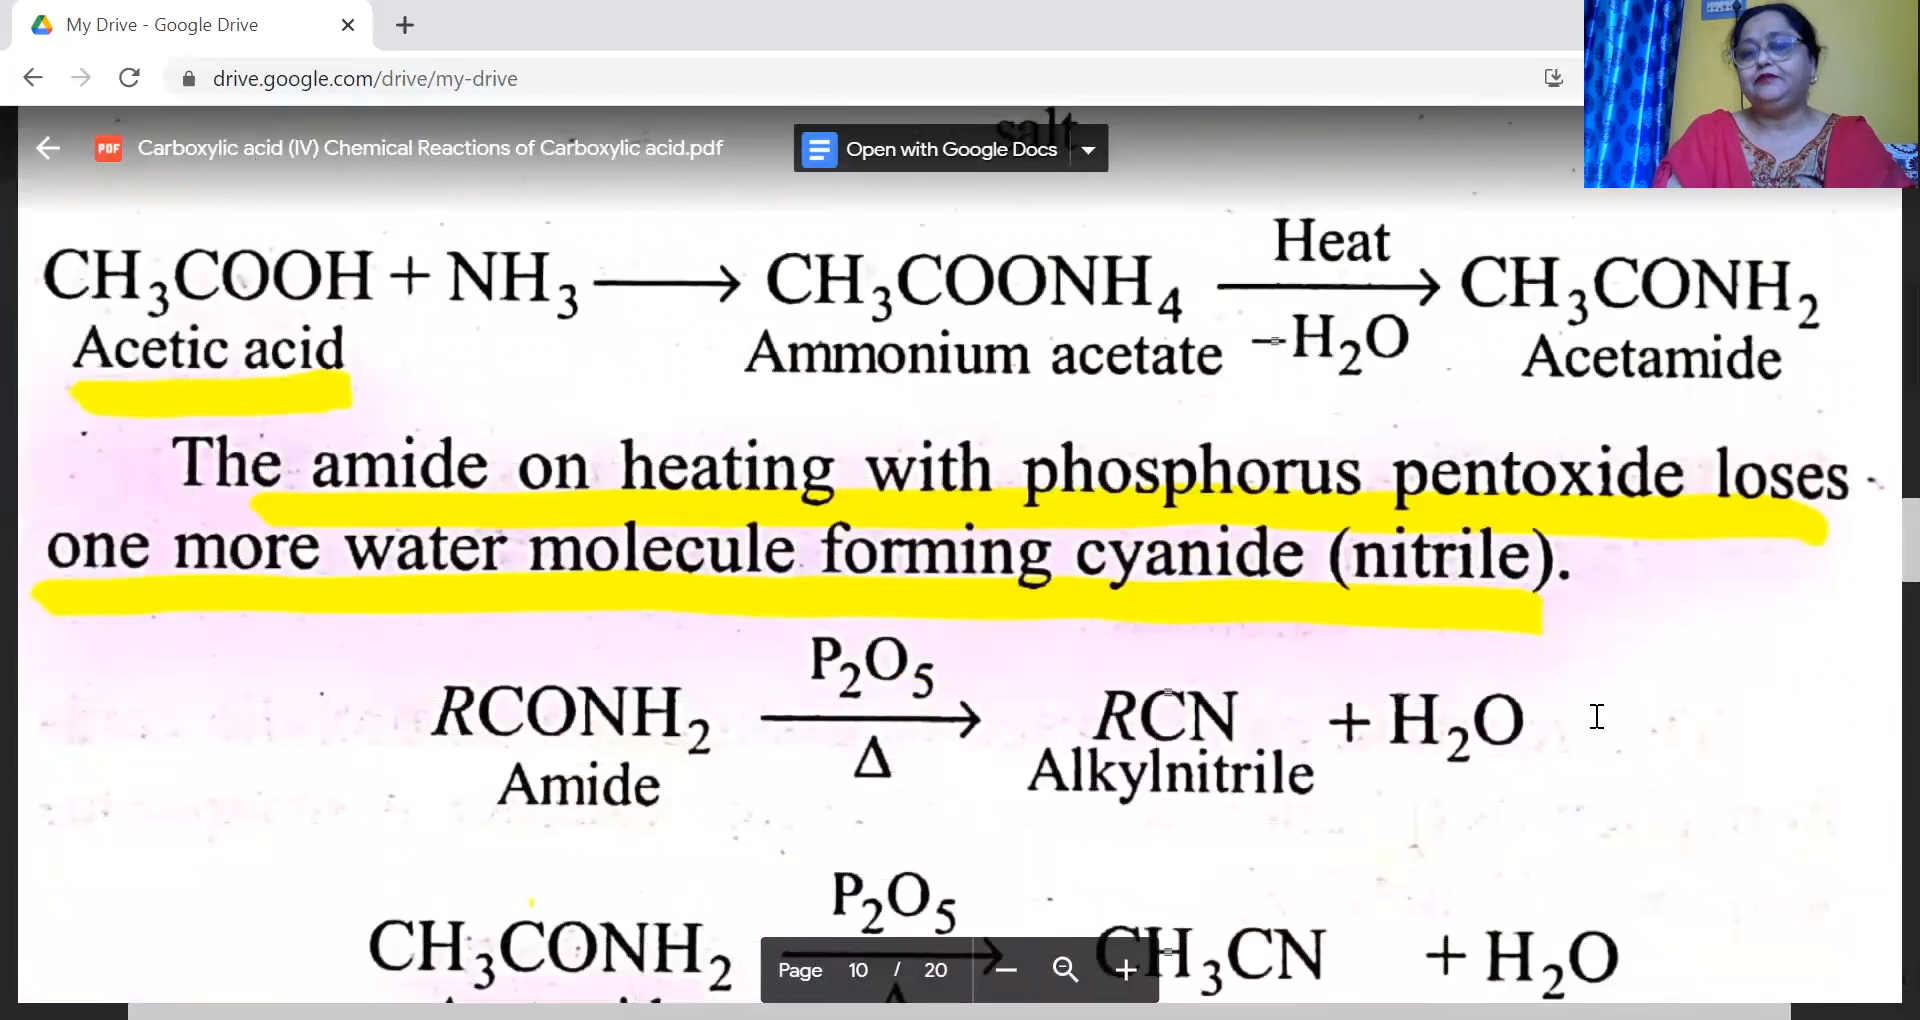 My Drive - Google Drive
drive.google.com/drive/my-drive
salt
PDF Carboxylic acid (IV) Chemical Reactions of Carboxylic acid.pdf
Open with Google Docs
CH₃COOH + NH₃ ⟶ CH₃COONH₄ Heat −H₂O ⟶ CH₃CONH₂
Acetic acid Ammonium acetate Acetamide
The amide on heating with phosphorus pentoxide loses
one more water molecule forming cyanide (nitrile).
P₂O₅
RCONH₂ ⟶ RCN + H₂O
Δ
Amide Alkylnitrile
P₂O₅
CH₃CONH₂ ⟶ CH₃CN + H₂O
Page 10 / 20